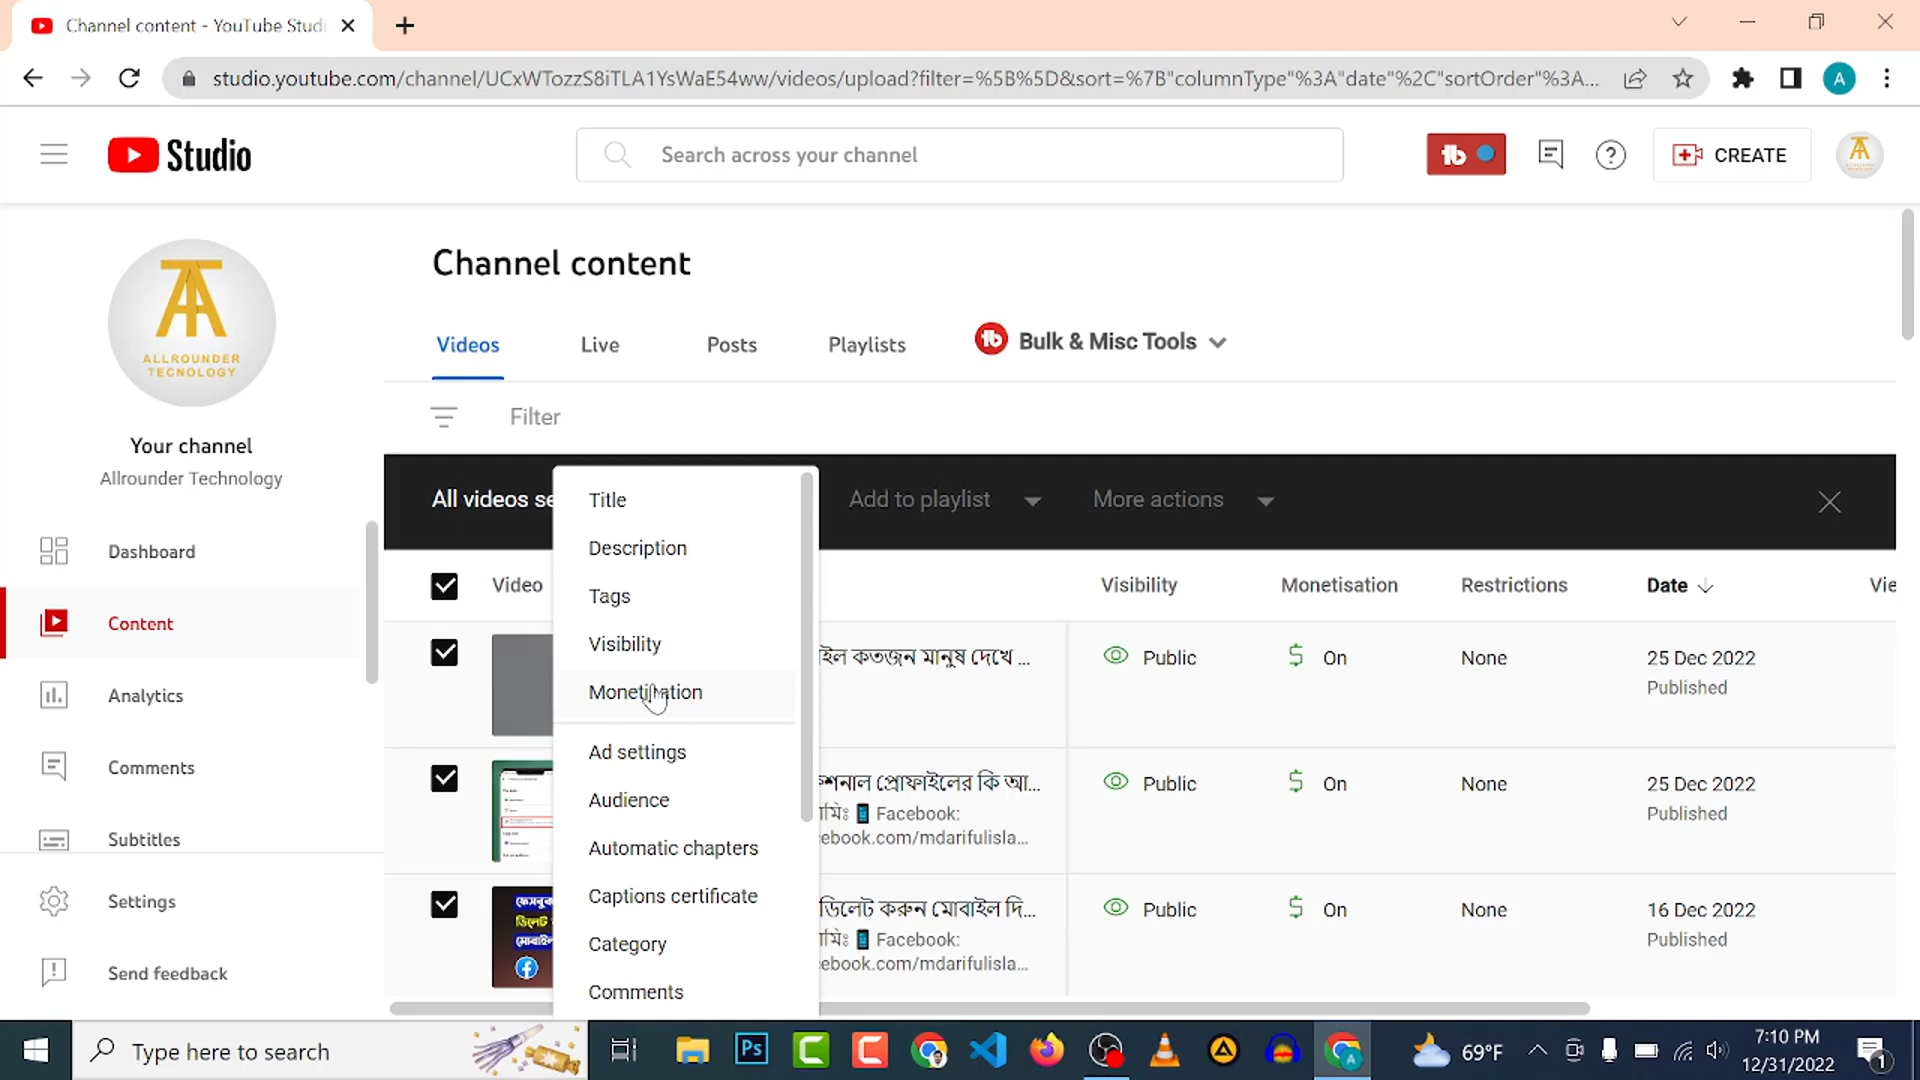 Channel content - YouTube Studi
studio.youtube.com/channel/UCxWTozzS8iTLA1YsWaE54ww/videos/upload?filter=%5B%5D&sort=%7B"columnType"%3A"date"%2C"sortOrder"%3A...
A
Studio
Search across your channel
CREATE
ALLROUNDER
TECNOLOGY
Your channel
Allrounder Technology
Dashboard
Content
Analytics
Comments
Subtitles
Settings
Send feedback
Channel content
Videos
Live
Posts
Playlists
Bulk & Misc Tools
Filter
All videos se
Add to playlist
More actions
Title
Description
Tags
Visibility
Monetisation
Ad settings
Audience
Automatic chapters
Captions certificate
Category
Comments
Video
Visibility
Monetisation
Restrictions
Date
Vie
কতজন মানুষ দেখে ...
Public
On
None
25 Dec 2022
Published
প্রোফাইলের কি আ...
Facebook:
ebook.com/mdarifulisla...
Public
On
None
25 Dec 2022
Published
ডিলেট করুন মোবাইল দি...
Facebook:
ebook.com/mdarifulisla...
Public
On
None
16 Dec 2022
Published
Type here to search
Ps
69°F
7:10 PM
12/31/2022
1